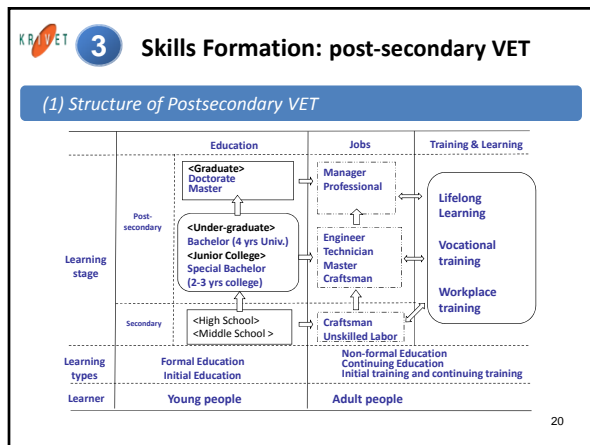 KRIVET
3
Skills Formation: post-secondary VET
(1) Structure of Postsecondary VET
Education
Jobs
Training & Learning
Learning
stage
Post-
secondary
<Graduate>
Doctorate
Master
<Under-graduate>
Bachelor (4 yrs Univ.)
<Junior College>
Special Bachelor
(2-3 yrs college)
Secondary
<High School>
<Middle School >
Manager
Professional
Engineer
Technician
Master
Craftsman
Craftsman
Unskilled Labor
Lifelong
Learning
Vocational
training
Workplace
training
Learning
types
Formal Education
Initial Education
Non-formal Education
Continuing Education
Initial training and continuing training
Learner
Young people
Adult people
20